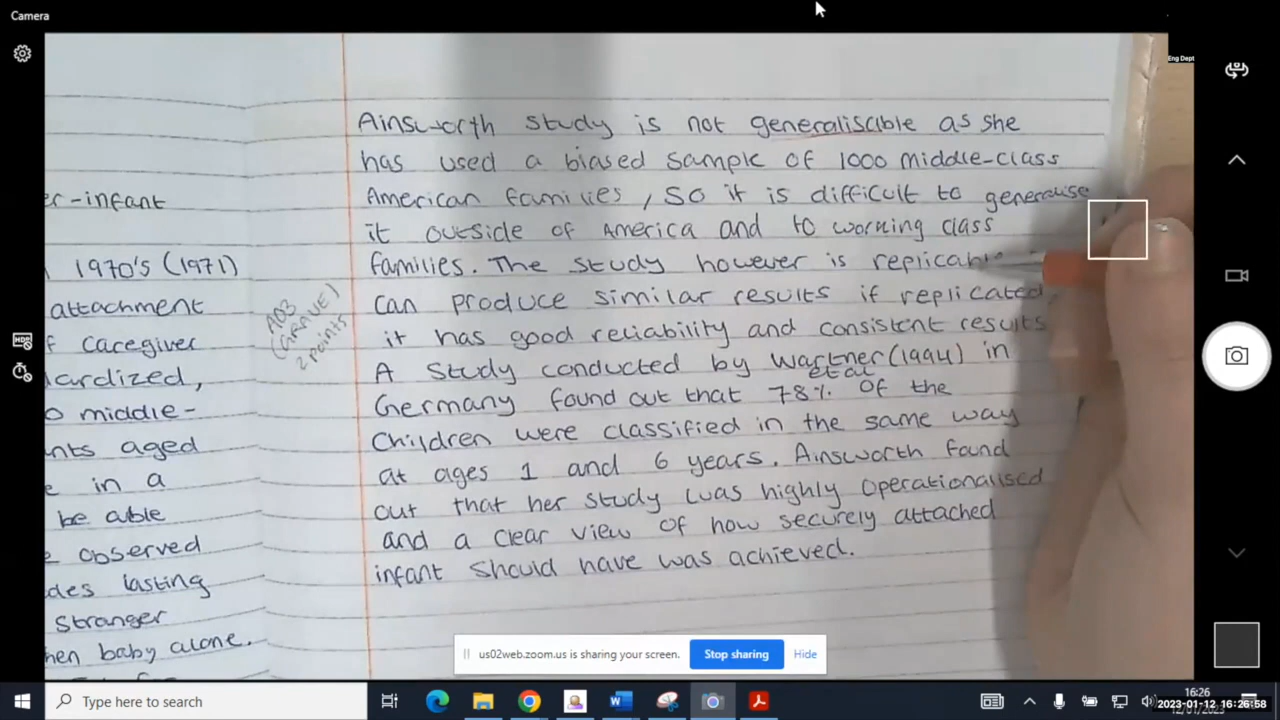 Camera
Eng Dept
er-infant
1970's (1971)
attachment
f caregiver
ardized,
o middle-
nts aged
e in a
be able
e observed
des lasting
stranger
hen baby alone.
AO3
(GRAVE)
2 points
Ainsworth study is not generaliscible as she
has used a biased sample of 1000 middle-class
American families, so it is difficult to generalise
it outside of America and to working class
families. The study however is replicab
can produce similar results if replicated
it has good reliability and consistent results
A study conducted by Wartner (1994) in
et al
Germany found out that 78% of the
children were classified in the same way
at ages 1 and 6 years. Ainsworth found
out that her study was highly operationalised
and a clear view of how securely attached
infant should have was achieved.
us02web.zoom.us is sharing your screen.
Stop sharing
Hide
Type here to search
16:26
2023-01-12 16:26:58